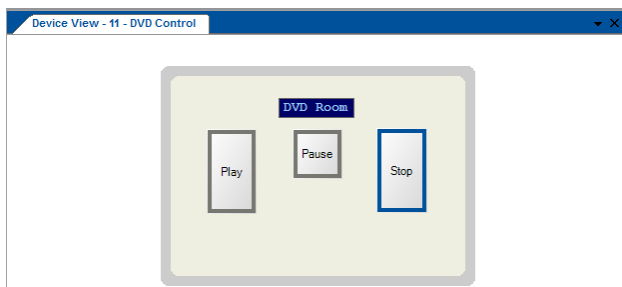 Device View - 11 - DVD Control
DVD Room
Play
Pause
Stop